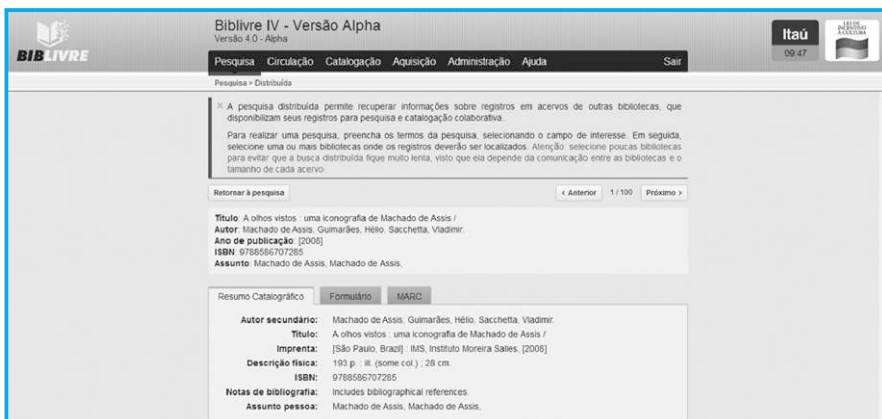 BIBLIVRE
Biblivre IV - Versão Alpha
Versão 4.0 - Alpha
Itaú
09:47
LEI DE
INCENTIVO
À CULTURA
Pesquisa Circulação Catalogação Aquisição Administração Ajuda Sair
Pesquisa > Distribuída
× A pesquisa distribuída permite recuperar informações sobre registros em acervos de outras bibliotecas, que
disponibilizam seus registros para pesquisa e catalogação colaborativa.
Para realizar uma pesquisa, preencha os termos da pesquisa, selecionando o campo de interesse. Em seguida,
selecione uma ou mais bibliotecas onde os registros deverão ser localizados. Atenção: selecione poucas bibliotecas
para evitar que a busca distribuída fique muito lenta, visto que ela depende da comunicação entre as bibliotecas e o
tamanho de cada acervo.
Retornar à pesquisa < Anterior 1 / 100 Próximo >
Título: A olhos vistos : uma iconografia de Machado de Assis /
Autor: Machado de Assis, Guimarães, Hélio. Sacchetta, Vladimir.
Ano de publicação: [2008]
ISBN: 9788586707285
Assunto: Machado de Assis, Machado de Assis,
Resumo Catalográfico Formulário MARC
Autor secundário: Machado de Assis, Guimarães, Hélio. Sacchetta, Vladimir.
Título: A olhos vistos : uma iconografia de Machado de Assis /
Imprenta: [São Paulo, Brazil] : IMS, Instituto Moreira Salles, [2008]
Descrição física: 193 p. : ill. (some col.) ; 28 cm.
ISBN: 9788586707285
Notas de bibliografia: Includes bibliographical references.
Assunto pessoa: Machado de Assis, Machado de Assis,